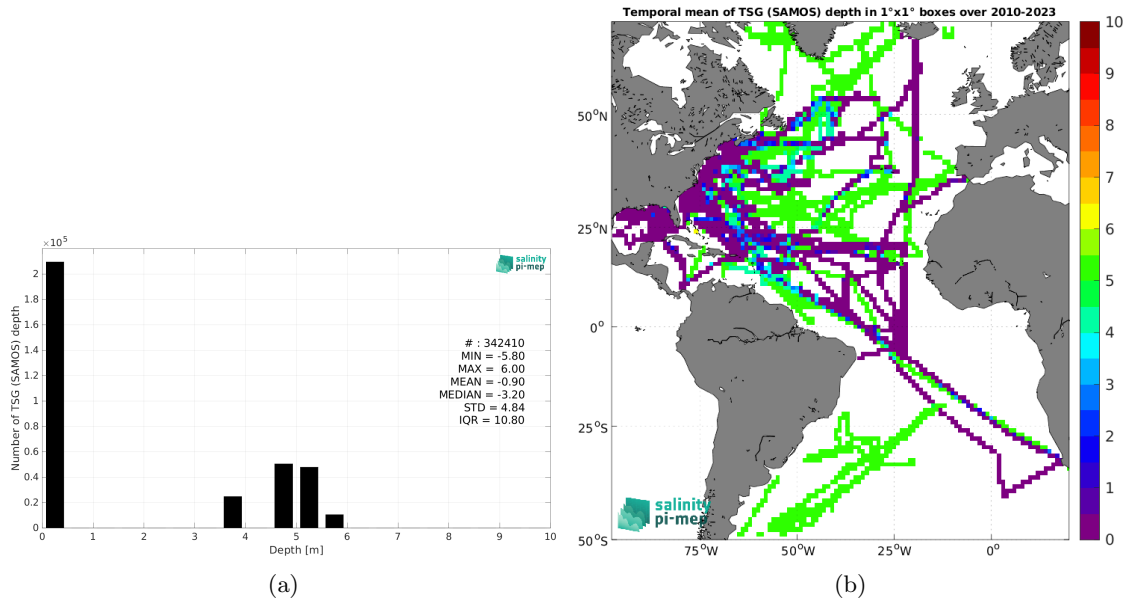 ×10⁵
2
1.8
1.6
1.4
1.2
1
0.8
0.6
0.4
0.2
0
0 1 2 3 4 5 6 7 8 9 10
Number of TSG (SAMOS) depth
Depth [m]
salinity
pi-mep
# : 342410
MIN = -5.80
MAX = 6.00
MEAN = -0.90
MEDIAN = -3.20
STD = 4.84
IQR = 10.80
(a)
Temporal mean of TSG (SAMOS) depth in 1°x1° boxes over 2010-2023
50°N
25°N
0°
25°S
50°S
75°W 50°W 25°W 0°
salinity
pi-mep
10
9
8
7
6
5
4
3
2
1
0
(b)